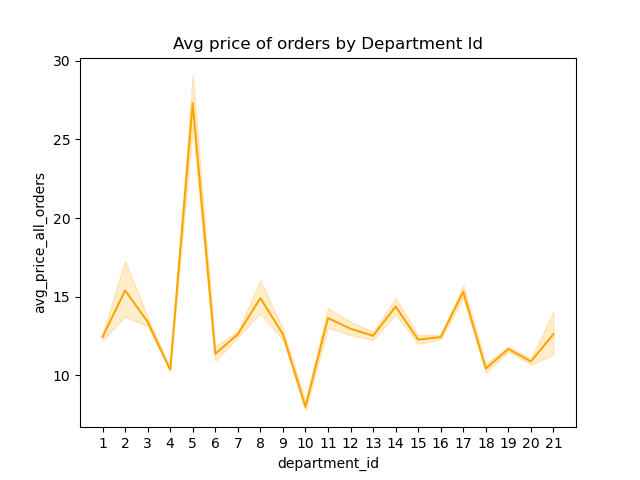 Avg price of orders by Department Id
30
25
20
15
10
avg_price_all_orders
1 2 3 4 5 6 7 8 9 10 11 12 13 14 15 16 17 18 19 20 21
department_id